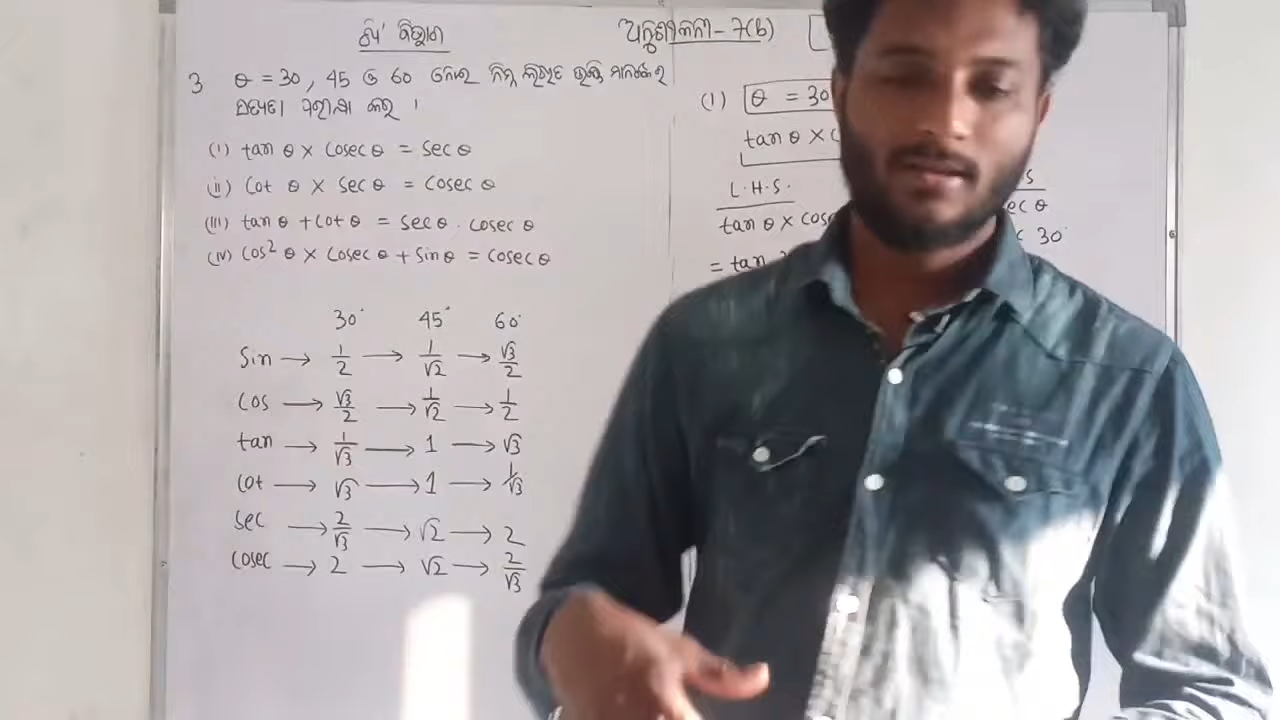 'ଖ' ବିଭାଗ
ଅନୁଶୀଳନୀ - 7(b)
3 θ = 30, 45 ଓ 60 ନେଇ ନିମ୍ନ ଲିଖିତ ଉକ୍ତି ମାନଙ୍କର
ସତ୍ୟତା ପରୀକ୍ଷା କର ।
(i) tan θ × cosec θ = sec θ
(ii) Cot θ × Sec θ = Cosec θ
(iii) tan θ + Cot θ = Sec θ . Cosec θ
(iv) Cos² θ × Cosec θ + Sin θ = Cosec θ
30° 45° 60°
Sin → 1/2 → 1/√2 → √3/2
Cos → √3/2 → 1/√2 → 1/2
tan → 1/√3 → 1 → √3
Cot → √3 → 1 → 1/√3
Sec → 2/√3 → √2 → 2
Cosec → 2 → √2 → 2/√3
(1) θ = 30
tan θ ×
L.H.S.
tan θ × cos
= tan
30°